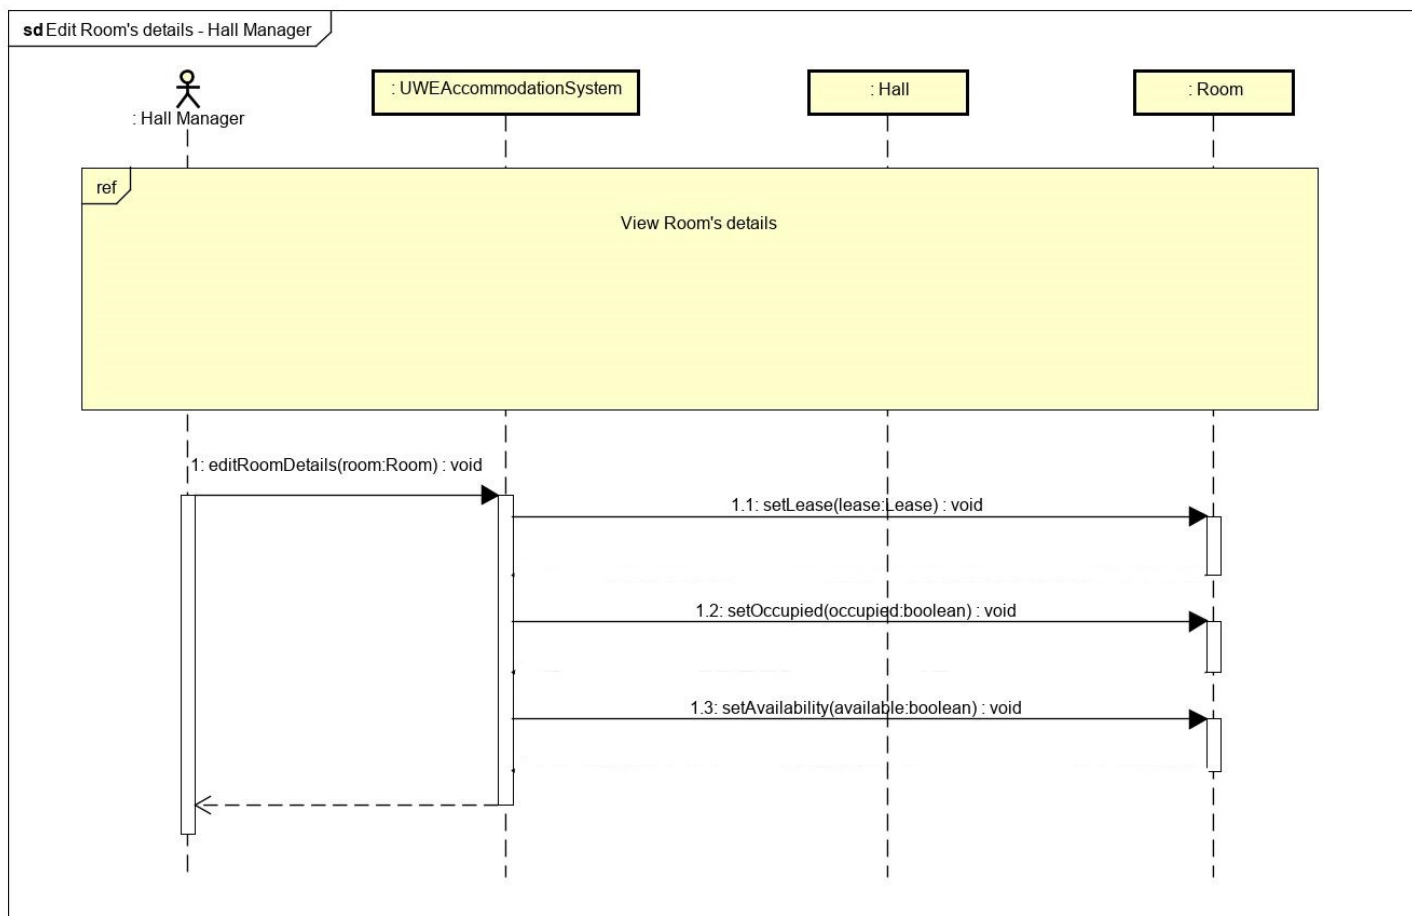 sd Edit Room's details - Hall Manager
: Hall Manager
: UWEAccommodationSystem
: Hall
: Room
ref
View Room's details
1: editRoomDetails(room:Room) : void
1.1: setLease(lease:Lease) : void
1.2: setOccupied(occupied:boolean) : void
1.3: setAvailability(available:boolean) : void